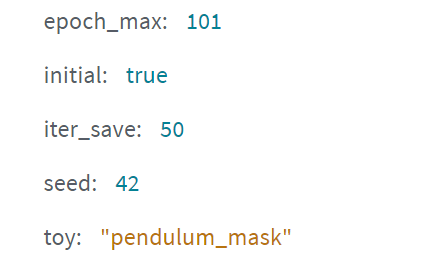 epoch_max: 101
initial: true
iter_save: 50
seed: 42
toy: "pendulum_mask"